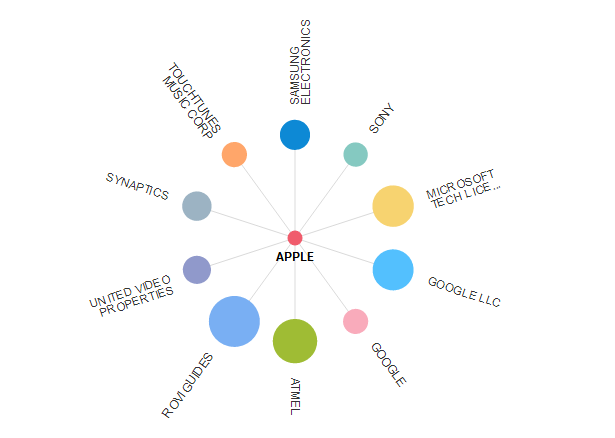 SAMSUNG
ELECTRONICS
SONY
MICROSOFT
TECH LICE...
GOOGLE LLC
GOOGLE
ATMEL
ROVI GUIDES
UNITED VIDEO
PROPERTIES
SYNAPTICS
TOUCHTUNES
MUSIC CORP
APPLE